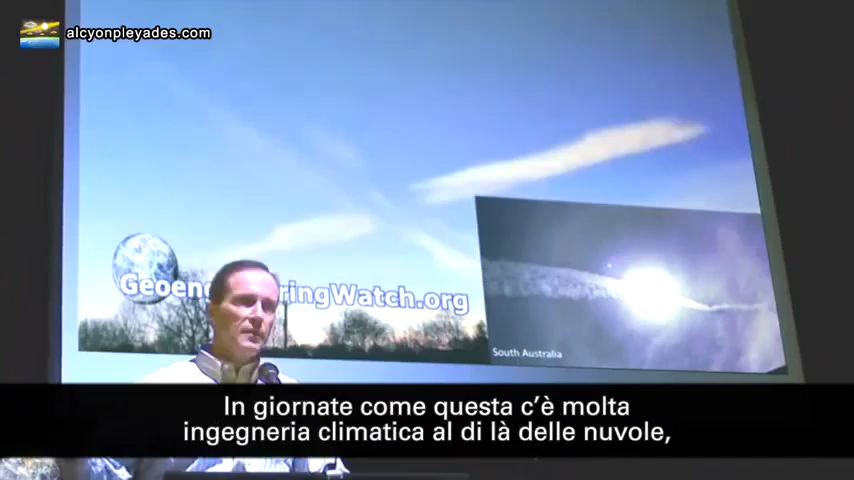 alcyonpleyades.com
GeoengineeringWatch.org
South Australia
In giornate come questa c'è molta
ingegneria climatica al di là delle nuvole,